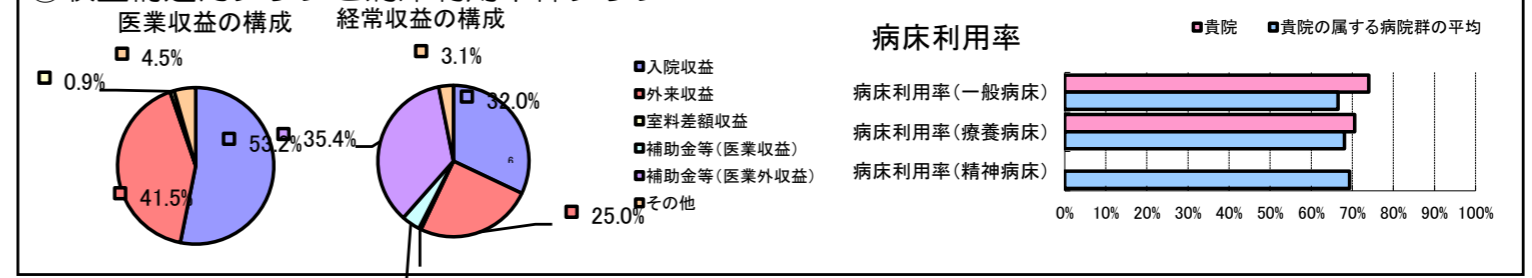 医業収益の構成
経常収益の構成
4.5%
0.9%
53.2%
41.5%
3.1%
32.0%
35.4%
25.0%
6
入院収益
外来収益
室料差額収益
補助金等(医業収益)
補助金等(医業外収益)
その他
病床利用率
貴院
貴院の属する病院群の平均
病床利用率(一般病床)
病床利用率(療養病床)
病床利用率(精神病床)
0% 10% 20% 30% 40% 50% 60% 70% 80% 90% 100%